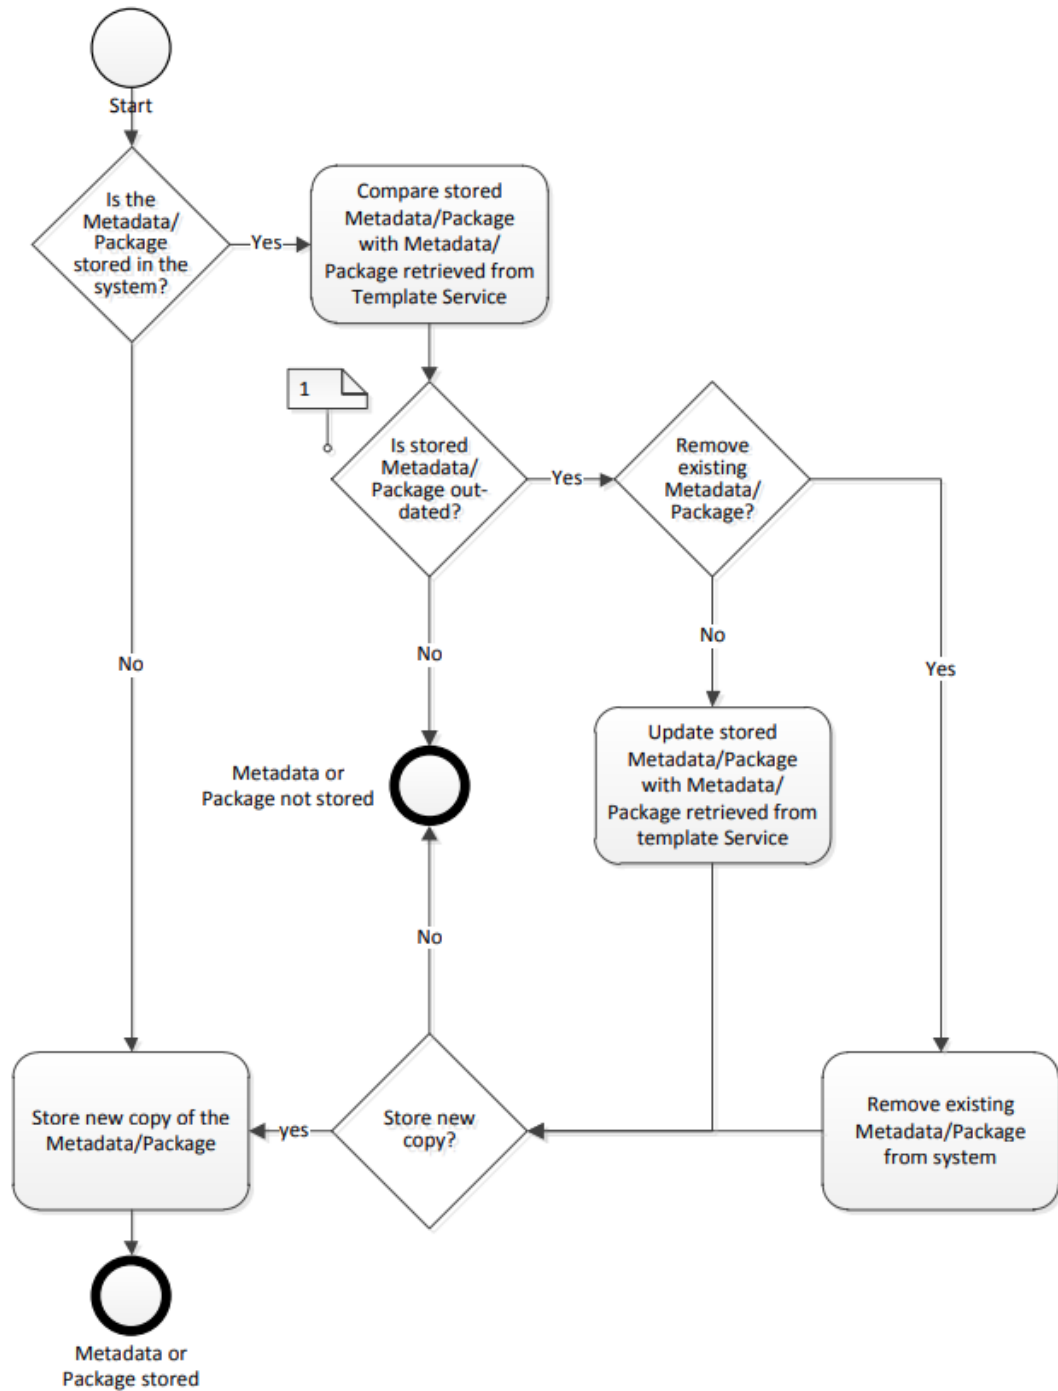 Start
Is the
Metadata/
Package
stored in the
system?
Yes
Compare stored
Metadata/Package
with Metadata/
Package retrieved from
Template Service
1
Is stored
Metadata/
Package out-
dated?
Yes
Remove
existing
Metadata/
Package?
No
No
No
Yes
Update stored
Metadata/Package
with Metadata/
Package retrieved from
template Service
Metadata or
Package not stored
No
Store new copy of the
Metadata/Package
yes
Store new
copy?
Remove existing
Metadata/Package
from system
Metadata or
Package stored